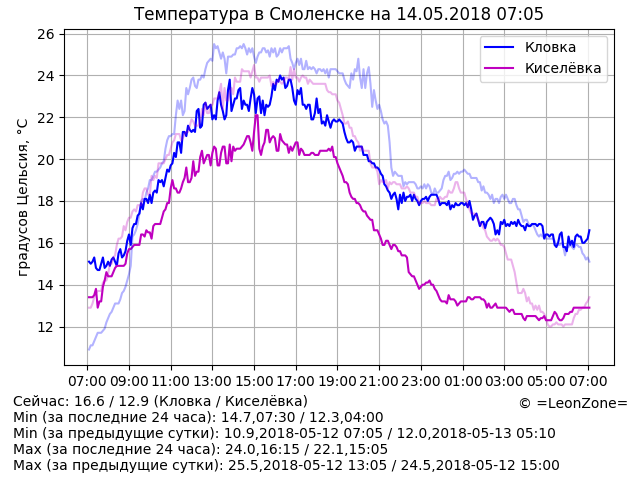 Температура в Смоленске на 14.05.2018 07:05
градусов Цельсия, °C
26
24
22
20
18
16
14
12
Кловка
Киселёвка
07:00 09:00 11:00 13:00 15:00 17:00 19:00 21:00 23:00 01:00 03:00 05:00 07:00
Сейчас: 16.6 / 12.9 (Кловка / Киселёвка)
© =LeonZone=
Min (за последние 24 часа): 14.7,07:30 / 12.3,04:00
Min (за предыдущие сутки): 10.9,2018-05-12 07:05 / 12.0,2018-05-13 05:10
Max (за последние 24 часа): 24.0,16:15 / 22.1,15:05
Max (за предыдущие сутки): 25.5,2018-05-12 13:05 / 24.5,2018-05-12 15:00